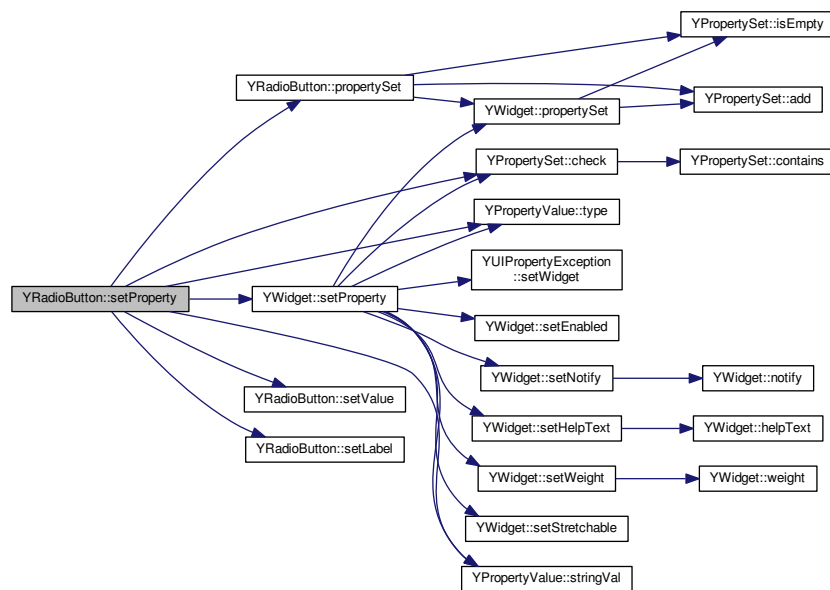 YPropertySet::isEmpty
YRadioButton::propertySet
YPropertySet::add
YWidget::propertySet
YPropertySet::check
YPropertySet::contains
YPropertyValue::type
YUIPropertyException
::setWidget
YRadioButton::setProperty
YWidget::setProperty
YWidget::setEnabled
YWidget::setNotify
YWidget::notify
YRadioButton::setValue
YWidget::setHelpText
YWidget::helpText
YRadioButton::setLabel
YWidget::setWeight
YWidget::weight
YWidget::setStretchable
YPropertyValue::stringVal